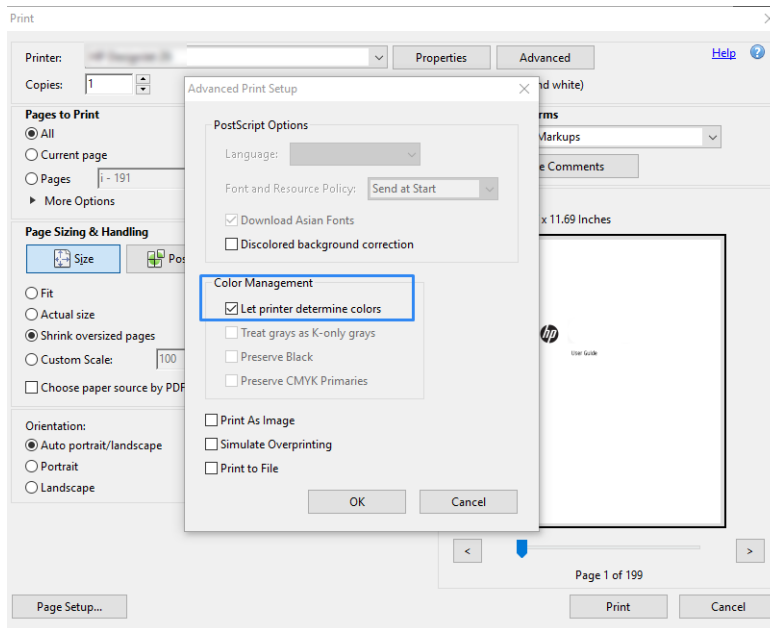 Print
Printer:
Properties
Advanced
Help
?
Copies:
1
nd white)
Pages to Print
All
Current page
Pages
i - 191
More Options
rms
Markups
e Comments
Page Sizing & Handling
Size
Pos
Fit
Actual size
Shrink oversized pages
Custom Scale:
100
Choose paper source by PDF
Orientation:
Auto portrait/landscape
Portrait
Landscape
Advanced Print Setup
PostScript Options
Language:
Font and Resource Policy:
Send at Start
Download Asian Fonts
Discolored background correction
Color Management
Let printer determine colors
Treat grays as K-only grays
Preserve Black
Preserve CMYK Primaries
Print As Image
Simulate Overprinting
Print to File
OK
Cancel
x 11.69 Inches
hp
User Guide
<
>
Page 1 of 199
Page Setup...
Print
Cancel